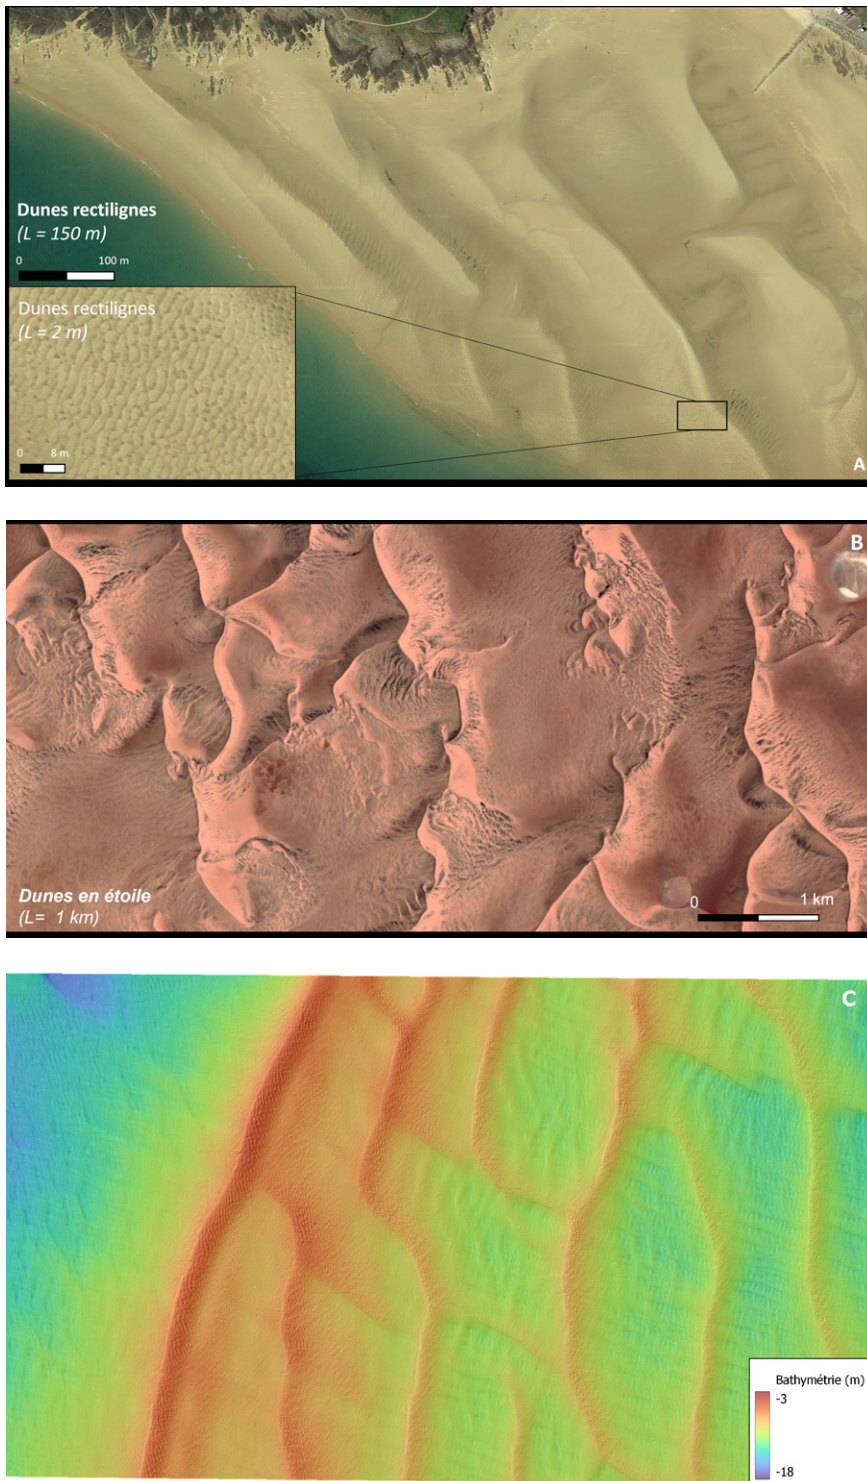 Dunes rectilignes
(L = 150 m)
0 100 m
Dunes rectilignes
(L = 2 m)
0 8 m
A
B
Dunes en étoile
(L= 1 km)
0 1 km
C
Bathymétrie (m)
-3
-18